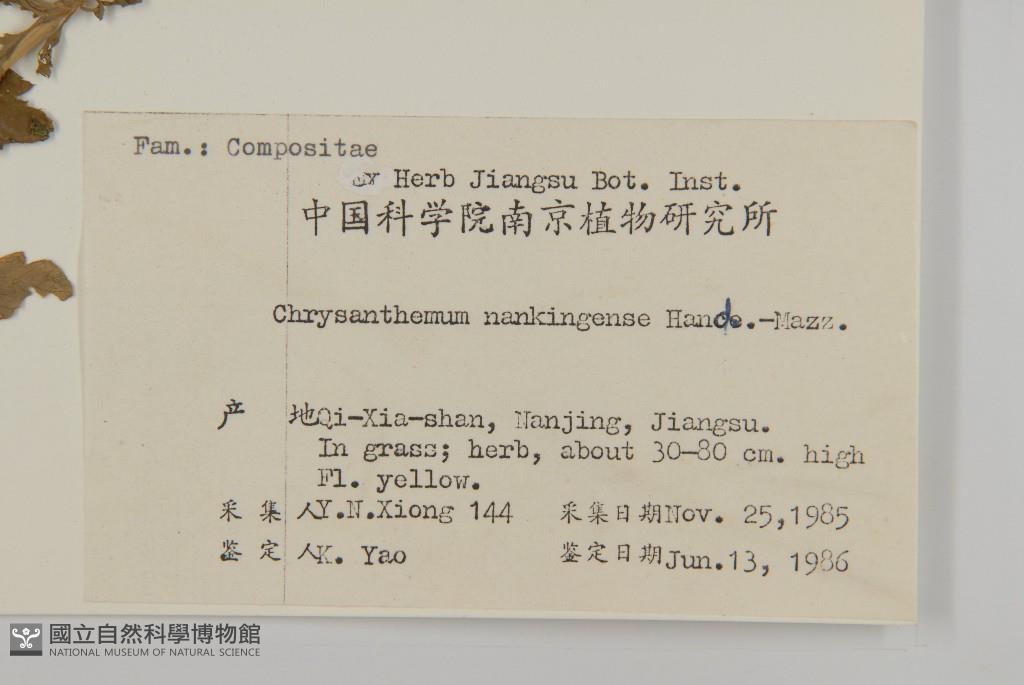 Fam.: Compositae
ex Herb Jiangsu Bot. Inst.
中国科学院南京植物研究所
Chrysanthemum nankingense Hand.-Mazz.
产 地Qi-Xia-shan, Nanjing, Jiangsu.
In grass; herb, about 30-80 cm. high
Fl. yellow.
采 集 人Y.N.Xiong 144 采集日期Nov. 25,1985
鉴 定 人K. Yao 鉴定日期Jun.13, 1986
國立自然科學博物館
NATIONAL MUSEUM OF NATURAL SCIENCE